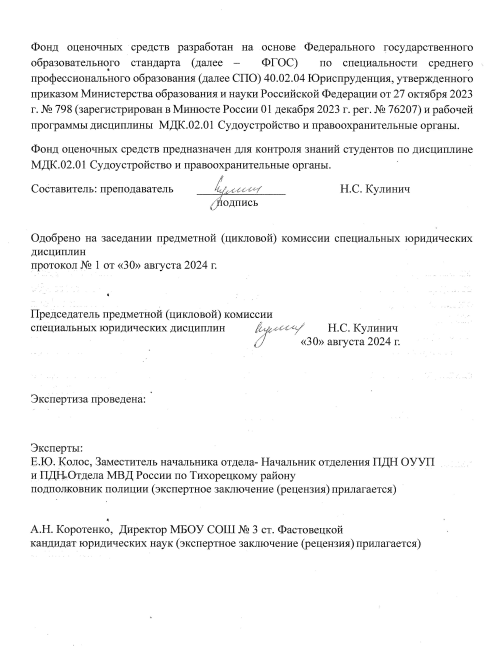 Фонд оценочных средств разработан на основе Федерального государственного
образовательного стандарта (далее – ФГОС) по специальности среднего
профессионального образования (далее СПО) 40.02.04 Юриспруденция, утвержденного
приказом Министерства образования и науки Российской Федерации от 27 октября 2023
г. № 798 (зарегистрирован в Минюсте России 01 декабря 2023 г. рег. № 76207) и рабочей
программы дисциплины МДК.02.01 Судоустройство и правоохранительные органы.
Фонд оценочных средств предназначен для контроля знаний студентов по дисциплине
МДК.02.01 Судоустройство и правоохранительные органы.
Составитель: преподаватель Н.С. Кулинич
подпись
Одобрено на заседании предметной (цикловой) комиссии специальных юридических
дисциплин
протокол № 1 от «30» августа 2024 г.
Председатель предметной (цикловой) комиссии
специальных юридических дисциплин Н.С. Кулинич
«30» августа 2024 г.
Экспертиза проведена:
Эксперты:
Е.Ю. Колос, Заместитель начальника отдела- Начальник отделения ПДН ОУУП
и ПДН Отдела МВД России по Тихорецкому району
подполковник полиции (экспертное заключение (рецензия) прилагается)
А.Н. Коротенко, Директор МБОУ СОШ № 3 ст. Фастовецкой
кандидат юридических наук (экспертное заключение (рецензия) прилагается)